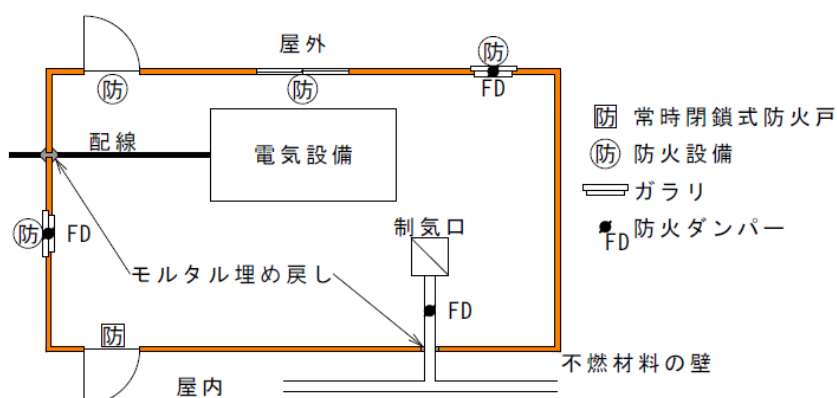 屋外
防
防
防
FD
配線
電気設備
防
FD
制気口
モルタル埋め戻し
FD
防
屋内
不燃材料の壁
防 常時閉鎖式防火戸
防 防火設備
ガラリ
FD 防火ダンパー